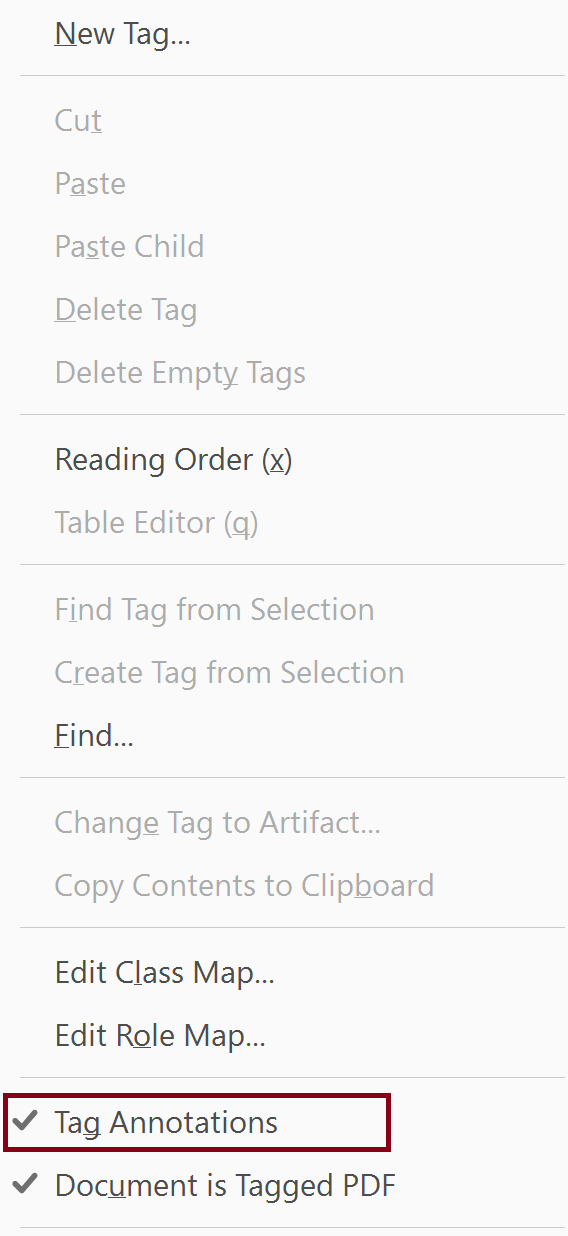 New Tag...
Cut
Paste
Paste Child
Delete Tag
Delete Empty Tags
Reading Order (x)
Table Editor (q)
Find Tag from Selection
Create Tag from Selection
Find...
Change Tag to Artifact...
Copy Contents to Clipboard
Edit Class Map...
Edit Role Map...
Tag Annotations
Document is Tagged PDF